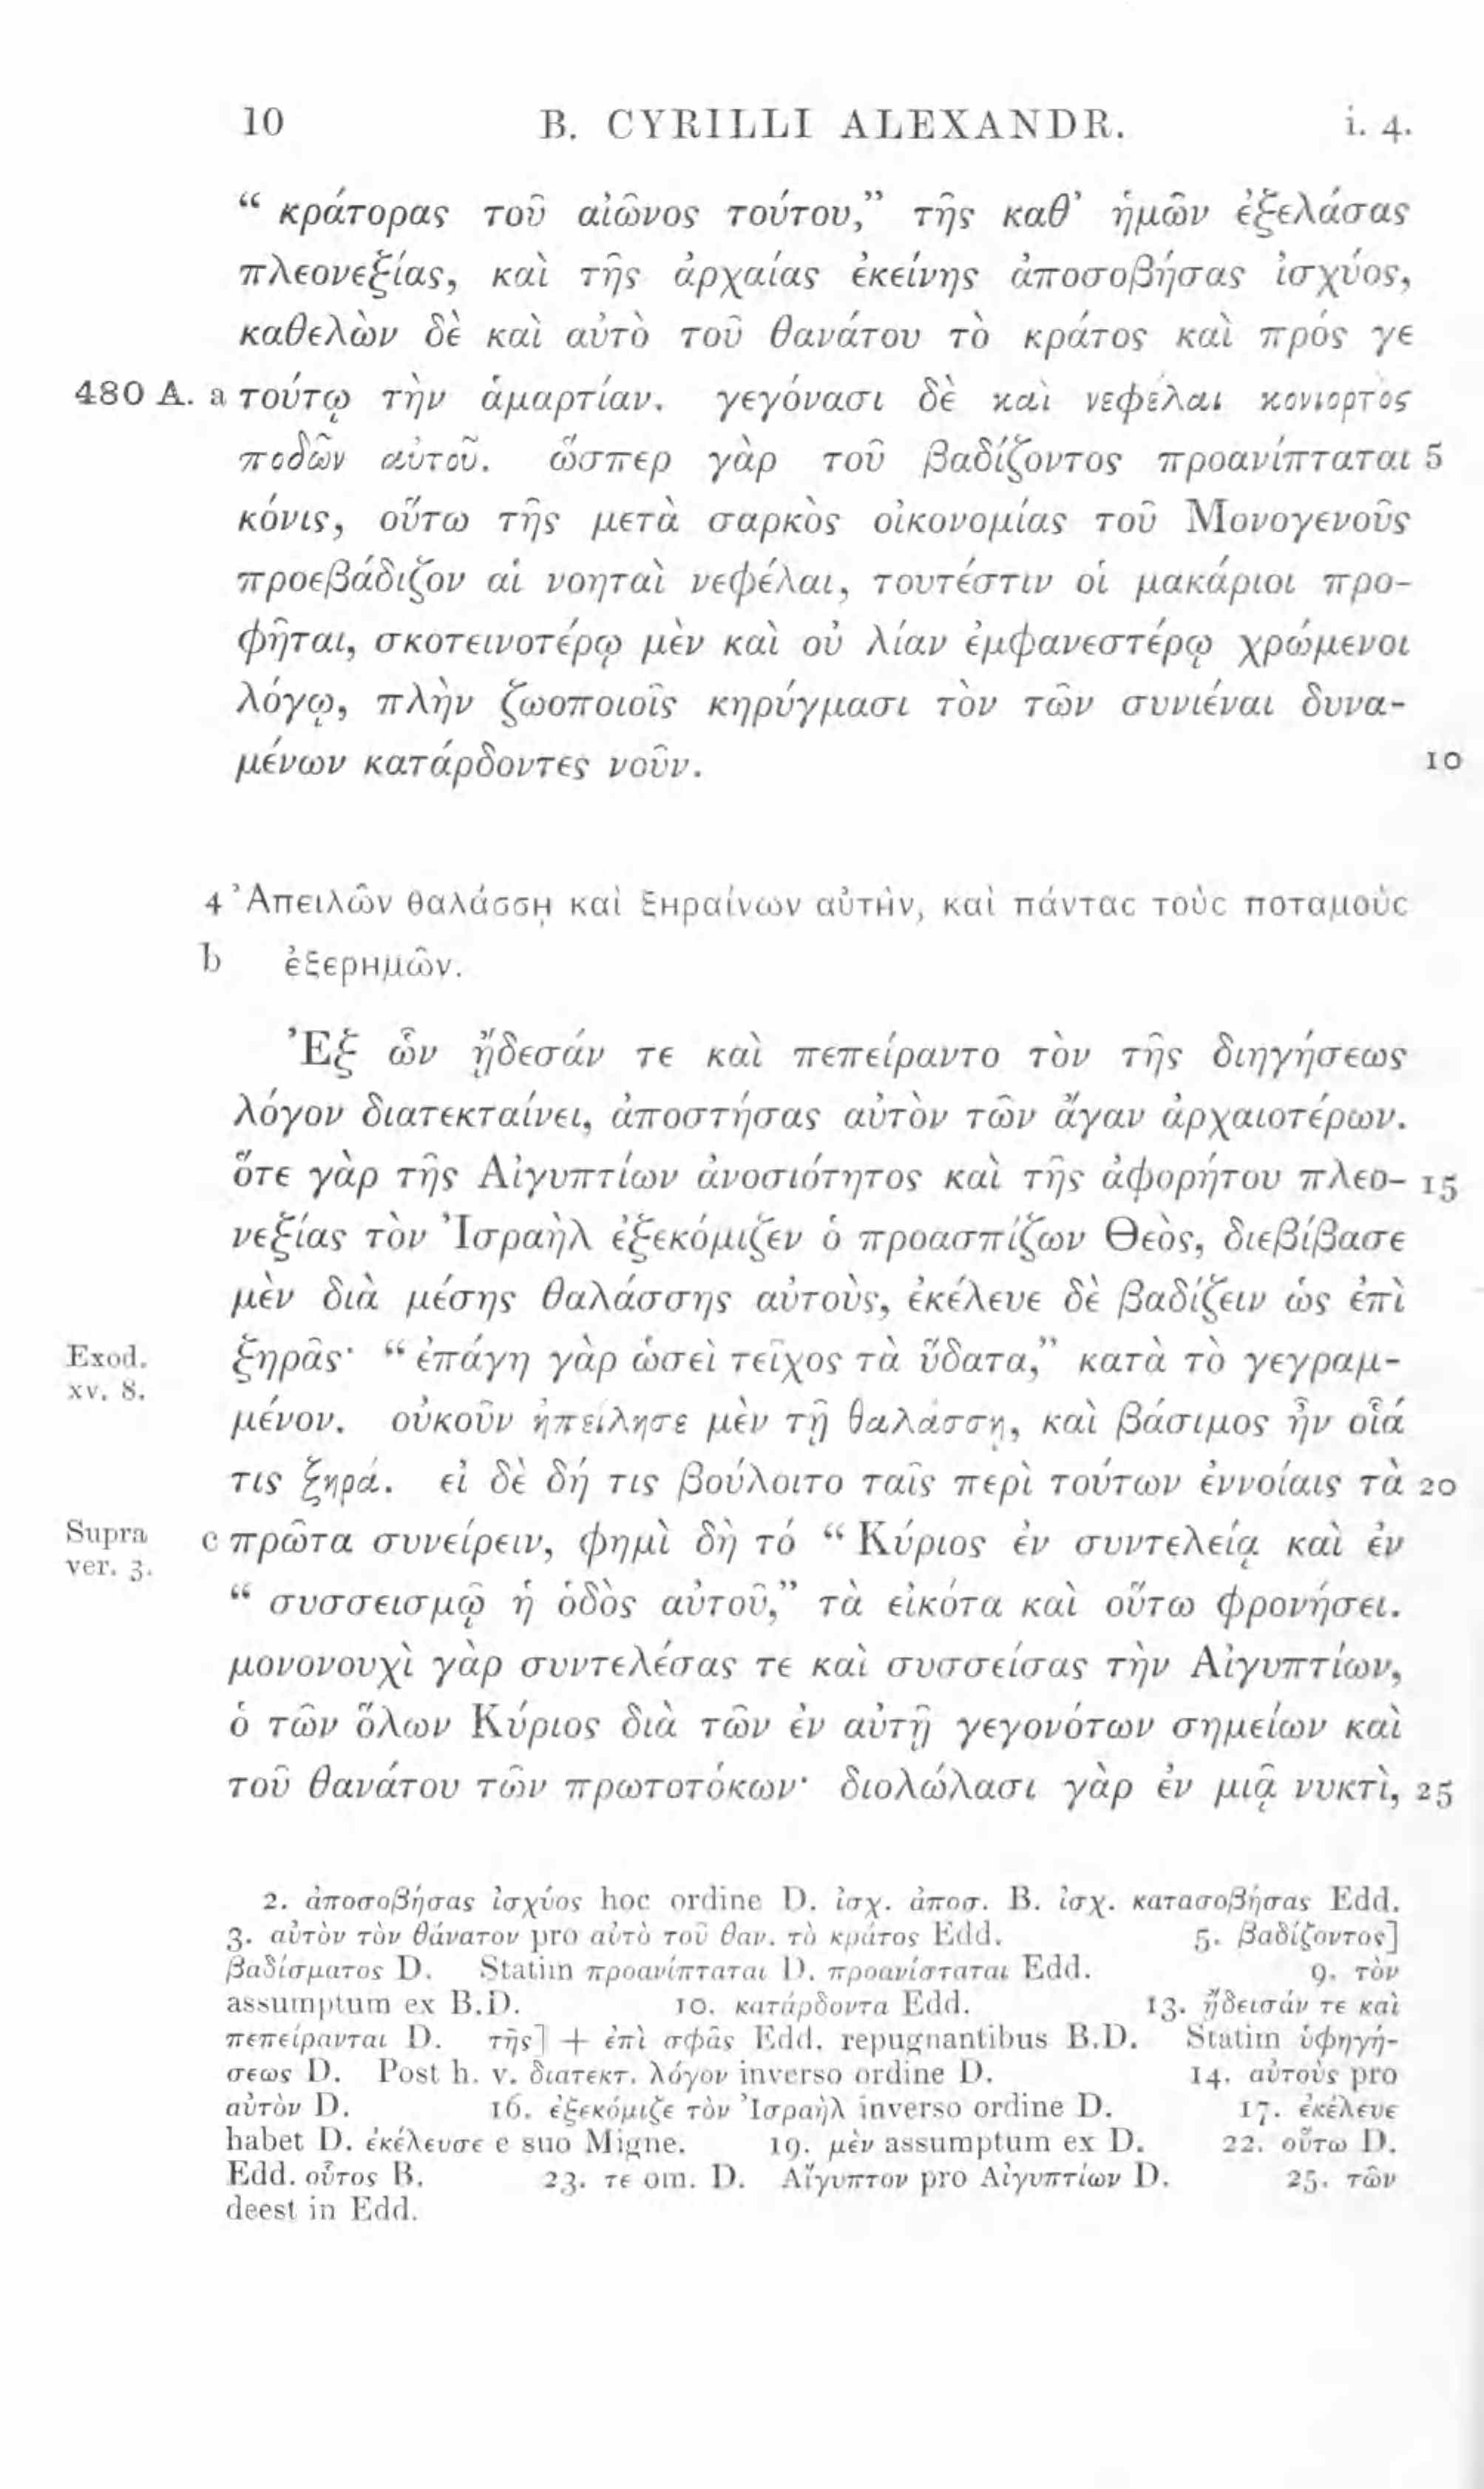 10 B. CYRILLI ALEXANDR. i. 4.
“ κράτορας τοῦ αἰῶνος τούτου,” τῆς καθ’ ἡμῶν ἐξελάσας
πλεονεξίας, καὶ τῆς ἀρχαίας ἐκείνης ἀποσοβήσας ἰσχύος,
καθελὼν δὲ καὶ αὐτὸ τοῦ θανάτου τὸ κράτος καὶ πρός γε
480 A. a τούτῳ τὴν ἁμαρτίαν. γεγόνασι δὲ καὶ νεφέλαι κονιορτὸς
ποδῶν αὐτοῦ. ὥσπερ γὰρ τοῦ βαδίζοντος προανίπταται 5
κόνις, οὕτω τῆς μετὰ σαρκὸς οἰκονομίας τοῦ Μονογενοῦς
προεβάδιζον αἱ νοηταὶ νεφέλαι, τουτέστιν οἱ μακάριοι προ-
φῆται, σκοτεινοτέρῳ μὲν καὶ οὐ λίαν ἐμφανεστέρῳ χρώμενοι
λόγῳ, πλὴν ζωοποιοῖς κηρύγμασι τὸν τῶν συνιέναι δυνα-
μένων κατάρδοντες νοῦν. 10
4 Ἀπειλῶν θαλάσσῃ καὶ ξηραίνων αὐτὴν, καὶ πάντας τοὺς ποταμοὺς
b ἐξερημῶν.
Ἐξ ὧν ᾔδεσάν τε καὶ πεπείραντο τὸν τῆς διηγήσεως
λόγον διατεκταίνει, ἀποστήσας αὐτὸν τῶν ἄγαν ἀρχαιοτέρων.
ὅτε γὰρ τῆς Αἰγυπτίων ἀνοσιότητος καὶ τῆς ἀφορήτου πλεο- 15
νεξίας τὸν Ἰσραὴλ ἐξεκόμιζεν ὁ προασπίζων Θεὸς, διεβίβασε
μὲν διὰ μέσης θαλάσσης αὐτοὺς, ἐκέλευε δὲ βαδίζειν ὡς ἐπὶ
Exod. xv. 8. ξηρᾶς· “ ἐπάγη γὰρ ὡσεὶ τεῖχος τὰ ὕδατα,” κατὰ τὸ γεγραμ-
μένον. οὐκοῦν ἠπείλησε μὲν τῇ θαλάσσῃ, καὶ βάσιμος ἦν οἷά
τις ξηρά. εἰ δὲ δή τις βούλοιτο ταῖς περὶ τούτων ἐννοίαις τὰ 20
Supra ver. 3. c πρῶτα συνείρειν, φημὶ δὴ τό “ Κύριος ἐν συντελείᾳ καὶ ἐν
“ συσσεισμῷ ἡ ὁδὸς αὐτοῦ,” τὰ εἰκότα καὶ οὕτω φρονήσει.
μονονουχὶ γὰρ συντελέσας τε καὶ συσσείσας τὴν Αἰγυπτίων,
ὁ τῶν ὅλων Κύριος διὰ τῶν ἐν αὐτῇ γεγονότων σημείων καὶ
τοῦ θανάτου τῶν πρωτοτόκων· διολώλασι γὰρ ἐν μιᾷ νυκτὶ, 25
2. ἀποσοβήσας ἰσχύος hoc ordine D. ἰσχ. ἀποσ. B. ἰσχ. κατασοβήσας Edd.
3. αὐτὸν τὸν θάνατον pro αὐτὸ τοῦ θαν. τὸ κράτος Edd. 5. βαδίζοντος]
βαδίσματος D. Statim προανίπταται D. προανίσταται Edd. 9. τὸν
assumptum ex B.D. 10. κατάρδοντα Edd. 13. ᾔδεισάν τε καὶ
πεπείρανται D. τῆς] + ἐπὶ σφᾶς Edd. repugnantibus B.D. Statim ὑφηγή-
σεως D. Post h. v. διατεκτ. λόγον inverso ordine D. 14. αὐτοὺς pro
αὐτὸν D. 16. ἐξεκόμιζε τὸν Ἰσραὴλ inverso ordine D. 17. ἐκέλευε
habet D. ἐκέλευσε e suo Migne. 19. μὲν assumptum ex D. 22. οὕτω D.
Edd. οὗτος B. 23. τε om. D. Αἴγυπτον pro Αἰγυπτίων D. 25. τῶν
deest in Edd.